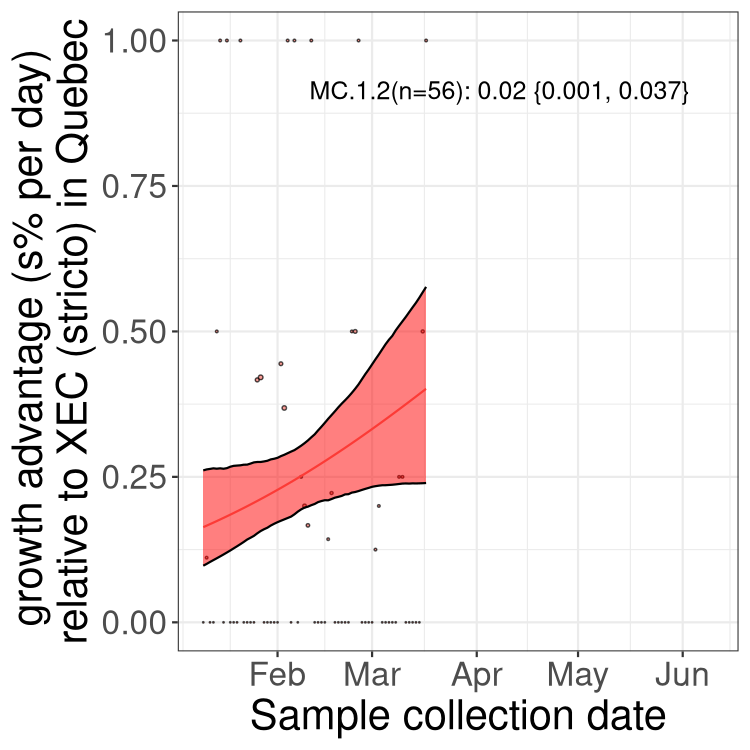 growth advantage (s% per day)
relative to XEC (stricto) in Quebec
1.00
0.75
0.50
0.25
0.00
MC.1.2(n=56): 0.02 {0.001, 0.037}
Feb Mar Apr May Jun
Sample collection date